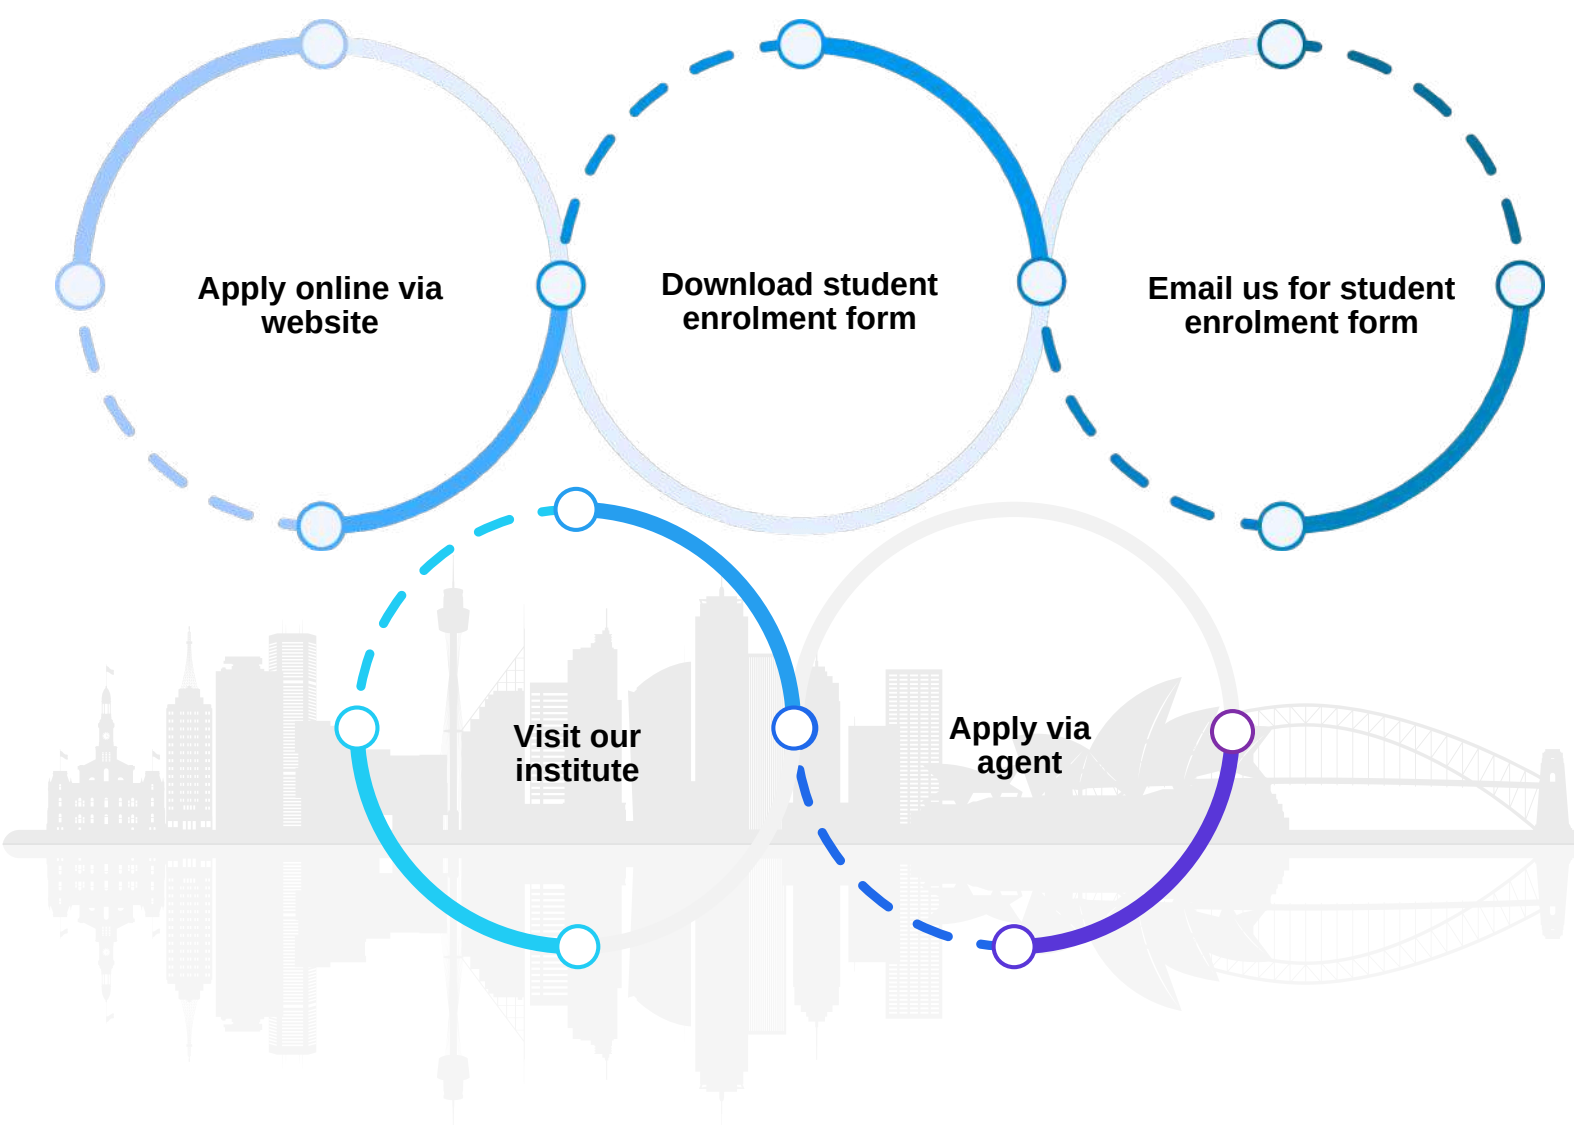 Apply online via
website
Download student
enrolment form
Email us for student
enrolment form
Visit our
institute
Apply via
agent